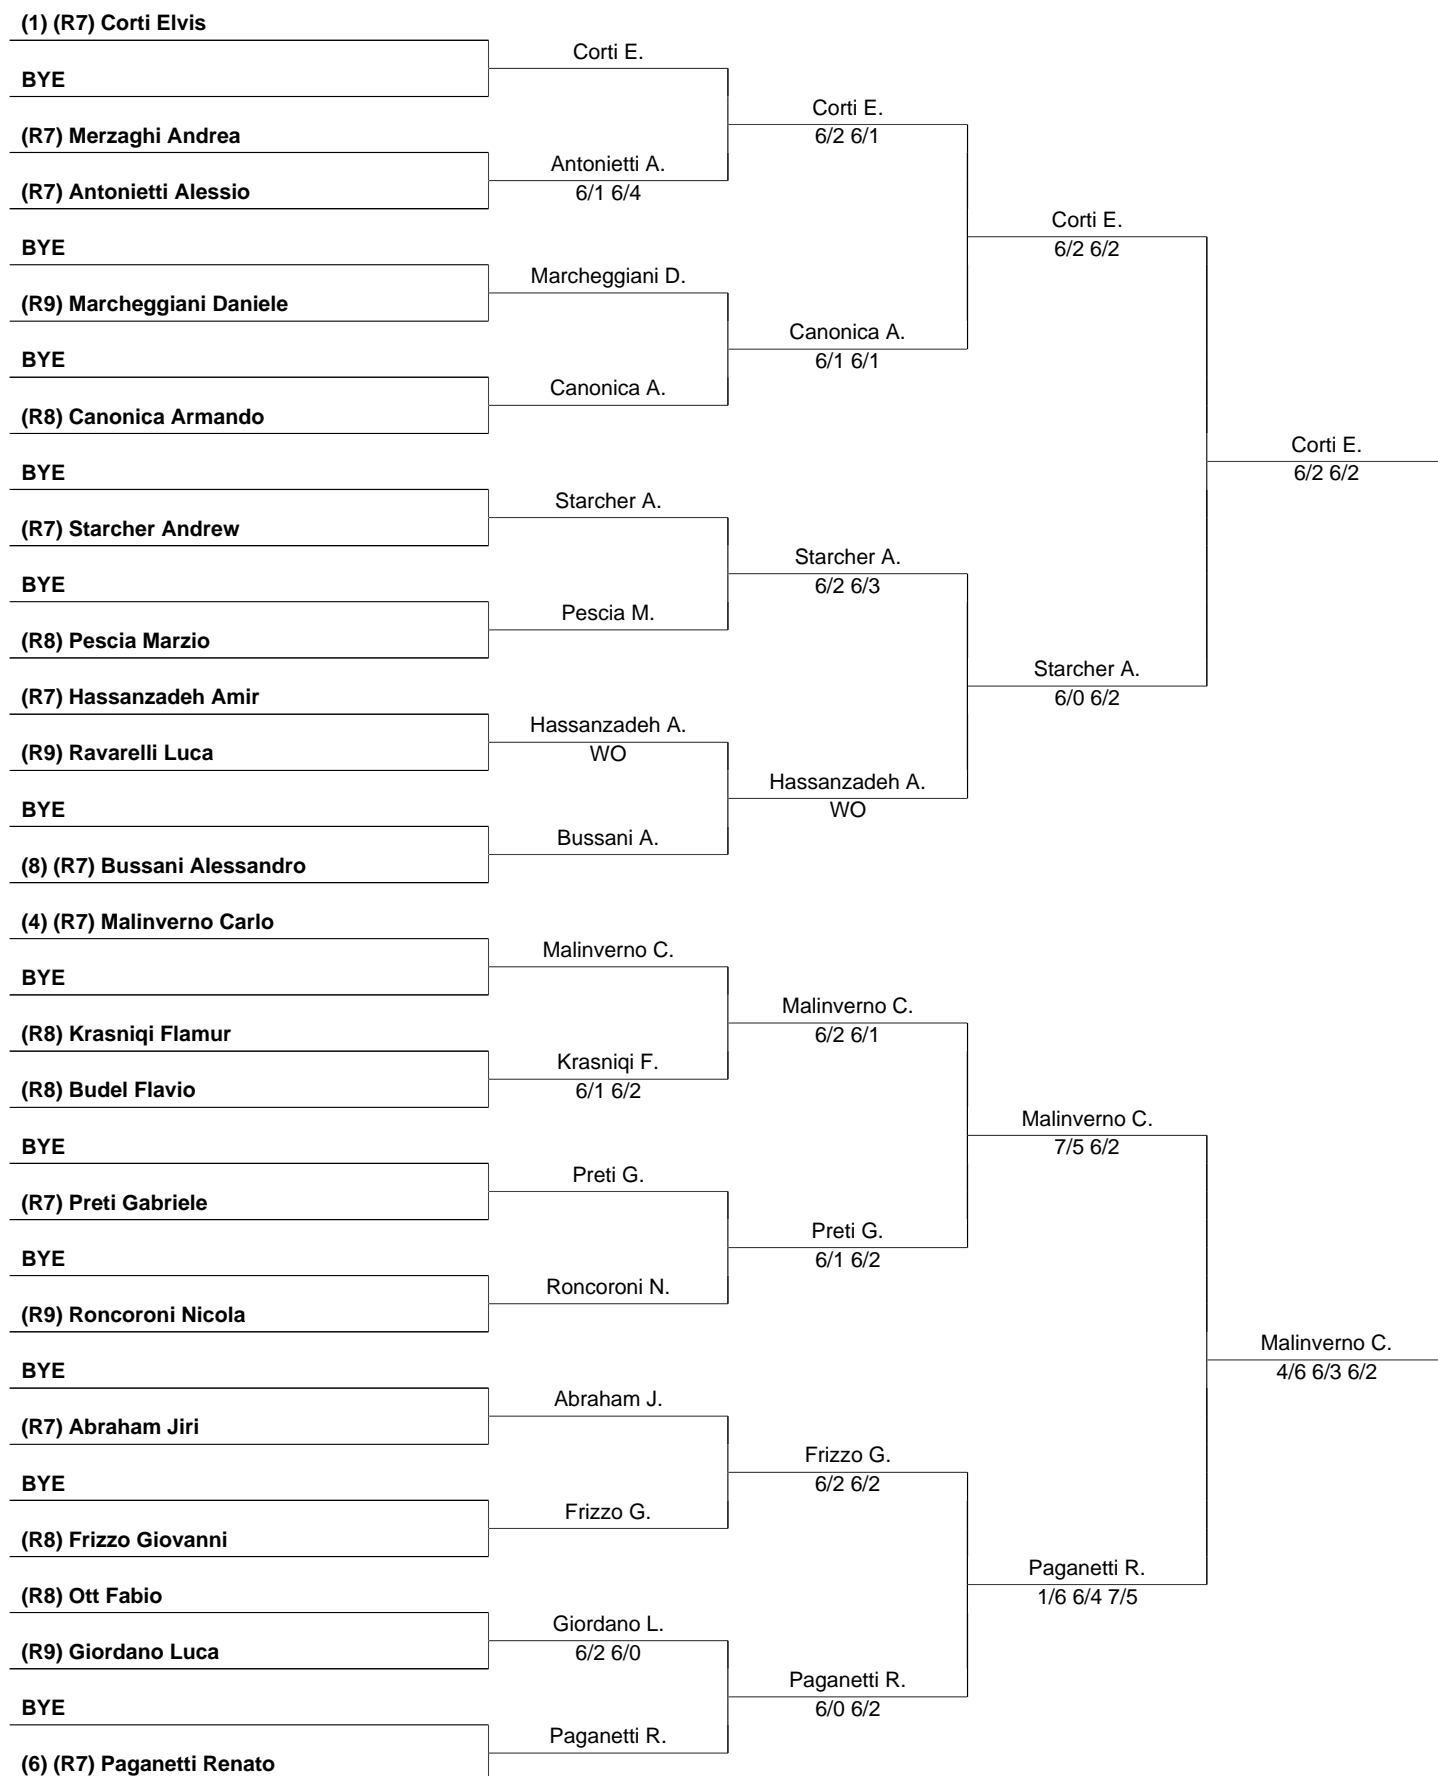 (1) (R7) Corti Elvis
Corti E.
BYE
Corti E.
6/2 6/1
(R7) Merzaghi Andrea
Antonietti A.
6/1 6/4
(R7) Antonietti Alessio
Corti E.
6/2 6/2
BYE
Marcheggiani D.
(R9) Marcheggiani Daniele
Canonica A.
6/1 6/1
BYE
Canonica A.
(R8) Canonica Armando
Corti E.
6/2 6/2
BYE
Starcher A.
(R7) Starcher Andrew
Starcher A.
6/2 6/3
BYE
Pescia M.
(R8) Pescia Marzio
Starcher A.
6/0 6/2
(R7) Hassanzadeh Amir
Hassanzadeh A.
WO
(R9) Ravarelli Luca
Hassanzadeh A.
WO
BYE
Bussani A.
(8) (R7) Bussani Alessandro
(4) (R7) Malinverno Carlo
Malinverno C.
BYE
Malinverno C.
6/2 6/1
(R8) Krasniqi Flamur
Krasniqi F.
6/1 6/2
(R8) Budel Flavio
Malinverno C.
7/5 6/2
BYE
Preti G.
(R7) Preti Gabriele
Preti G.
6/1 6/2
BYE
Roncoroni N.
(R9) Roncoroni Nicola
Malinverno C.
4/6 6/3 6/2
BYE
Abraham J.
(R7) Abraham Jiri
Frizzo G.
6/2 6/2
BYE
Frizzo G.
(R8) Frizzo Giovanni
Paganetti R.
1/6 6/4 7/5
(R8) Ott Fabio
Giordano L.
6/2 6/0
(R9) Giordano Luca
Paganetti R.
6/0 6/2
BYE
Paganetti R.
(6) (R7) Paganetti Renato